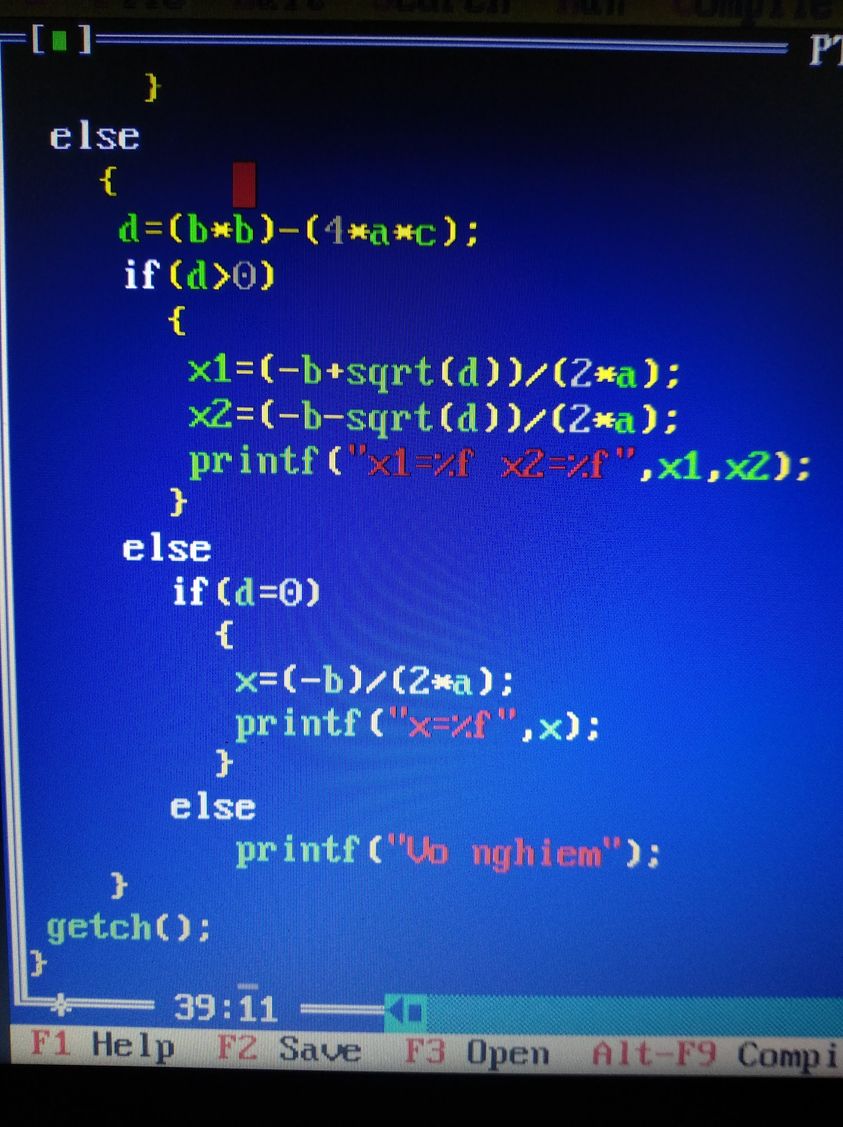 [■] PT
}
else
{
d=(b*b)-(4*a*c);
if(d>0)
{
x1=(-b+sqrt(d))/(2*a);
x2=(-b-sqrt(d))/(2*a);
printf("x1=%f x2=%f",x1,x2);
}
else
if(d=0)
{
x=(-b)/(2*a);
printf("x=%f",x);
}
else
printf("Vo nghiem");
}
getch();
}
39:11
F1 Help F2 Save F3 Open Alt-F9 Compi